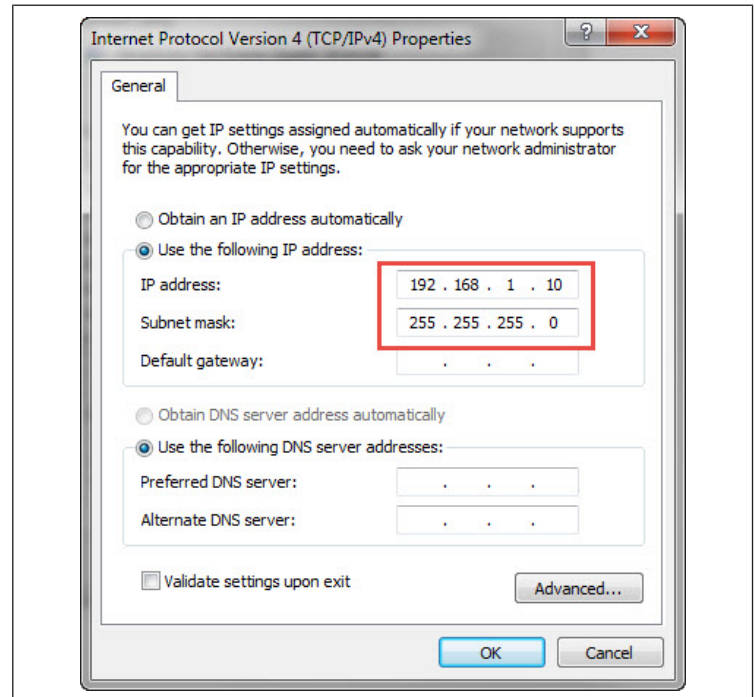 Internet Protocol Version 4 (TCP/IPv4) Properties
General
You can get IP settings assigned automatically if your network supports
this capability. Otherwise, you need to ask your network administrator
for the appropriate IP settings.
Obtain an IP address automatically
Use the following IP address:
IP address: 192 . 168 . 1 . 10
Subnet mask: 255 . 255 . 255 . 0
Default gateway: . . .
Obtain DNS server address automatically
Use the following DNS server addresses:
Preferred DNS server: . . .
Alternate DNS server: . . .
Validate settings upon exit
Advanced...
OK Cancel